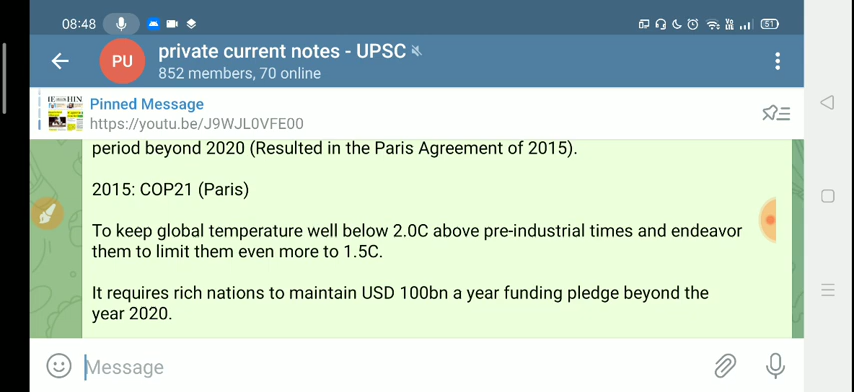 08:48
51
PU
private current notes - UPSC
852 members, 70 online
Pinned Message
https://youtu.be/J9WJL0VFE00
period beyond 2020 (Resulted in the Paris Agreement of 2015).
2015: COP21 (Paris)
To keep global temperature well below 2.0C above pre-industrial times and endeavor
them to limit them even more to 1.5C.
It requires rich nations to maintain USD 100bn a year funding pledge beyond the
year 2020.
Message